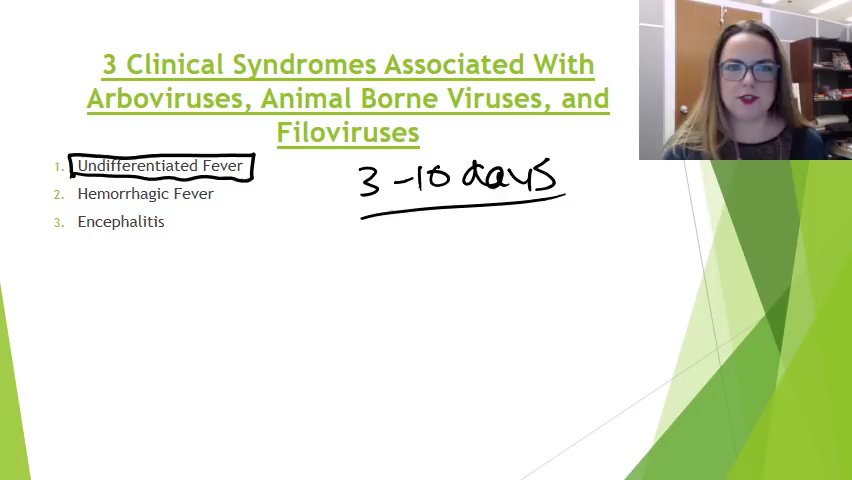 3 Clinical Syndromes Associated With
Arboviruses, Animal Borne Viruses, and
Filoviruses
1. Undifferentiated Fever
2. Hemorrhagic Fever
3. Encephalitis
3-10 days